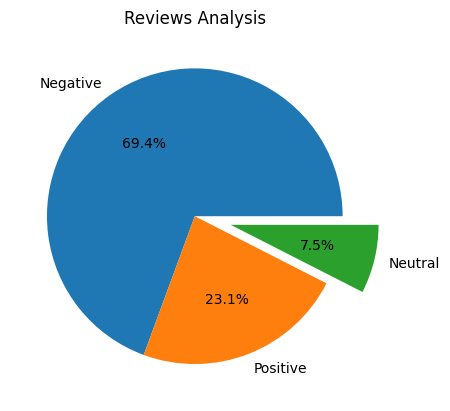 Reviews Analysis
Negative
69.4%
7.5%
Neutral
23.1%
Positive